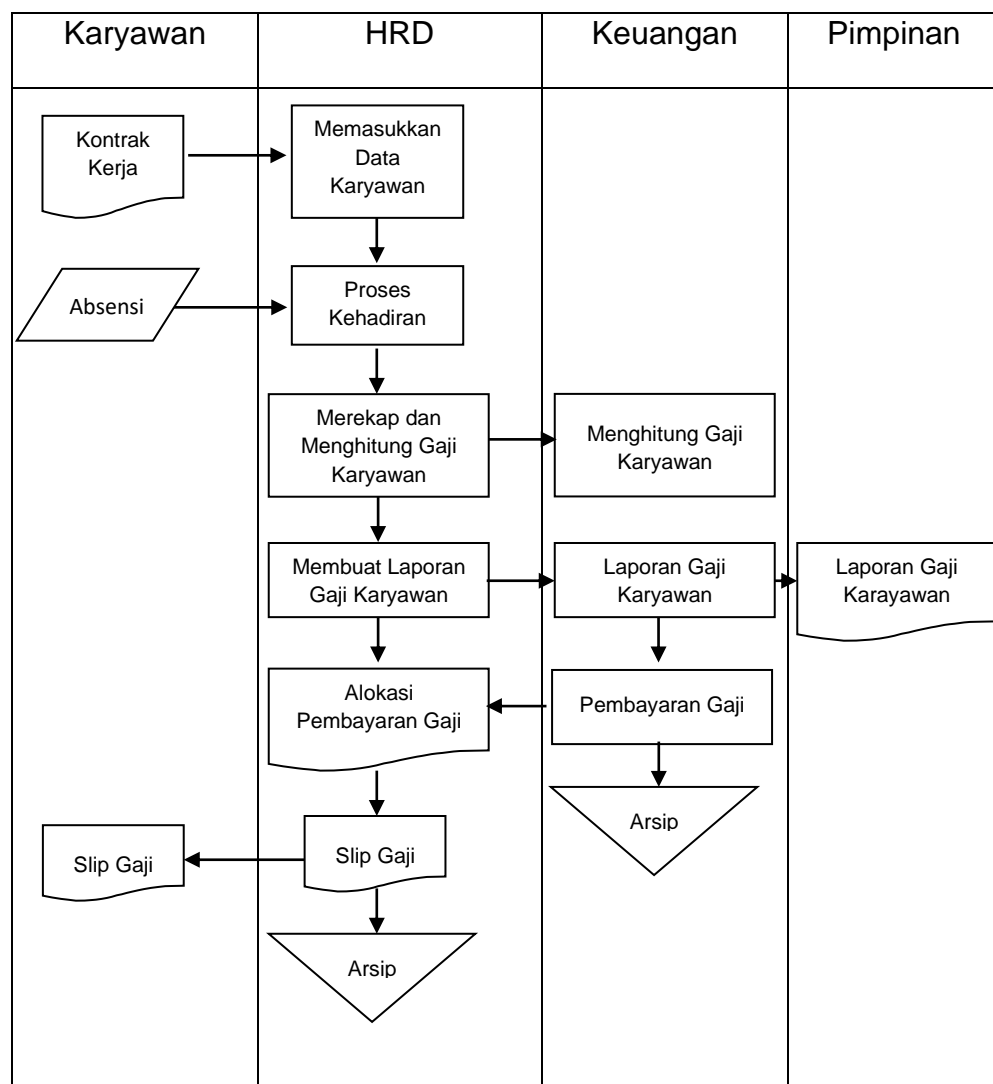 Karyawan
HRD
Keuangan
Pimpinan
Kontrak
Kerja
Memasukkan
Data
Karyawan
Absensi
Proses
Kehadiran
Merekap dan
Menghitung Gaji
Karyawan
Menghitung Gaji
Karyawan
Membuat Laporan
Gaji Karyawan
Laporan Gaji
Karyawan
Laporan Gaji
Karayawan
Alokasi
Pembayaran Gaji
Pembayaran Gaji
Arsip
Slip Gaji
Slip Gaji
Arsip